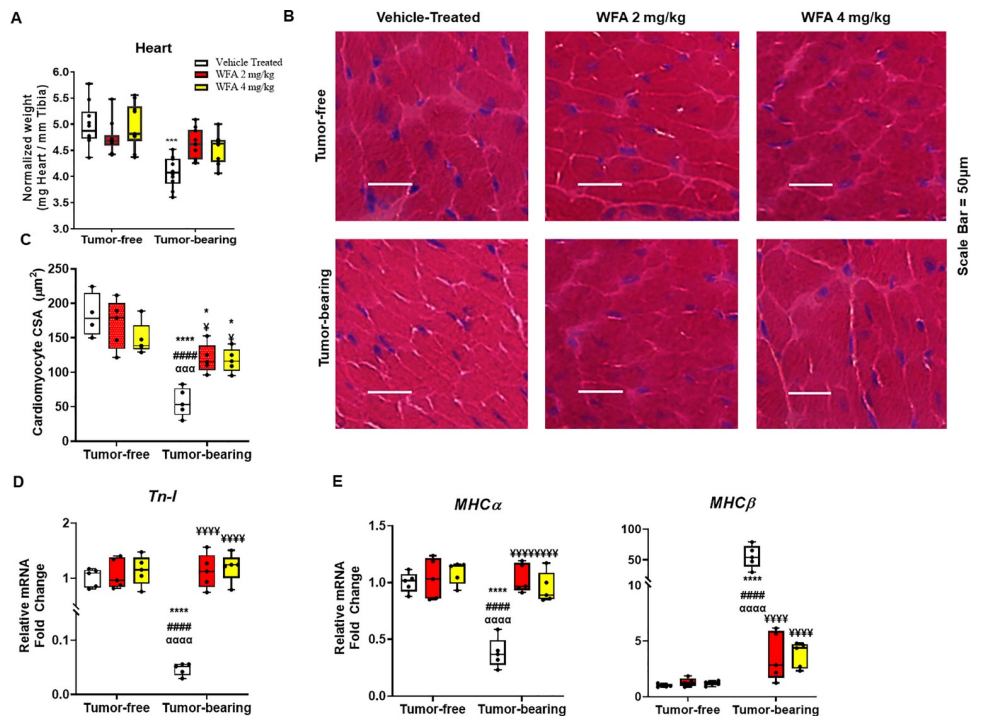 A
Heart
Vehicle Treated
WFA 2 mg/kg
WFA 4 mg/kg
Normalized weight
(mg Heart / mm Tibia)
6.0
5.5
5.0
4.5
4.0
3.5
3.0
***
Tumor-free
Tumor-bearing
B
Vehicle-Treated
WFA 2 mg/kg
WFA 4 mg/kg
Tumor-free
Tumor-bearing
Scale Bar = 50µm
C
Cardiomyocyte CSA (µm²)
250
200
150
100
50
0
****
####
ααα
*
¥
*
¥
Tumor-free
Tumor-bearing
D
Tn-I
Relative mRNA
Fold Change
2
1
0.1
0.0
****
####
αααα
¥¥¥¥
¥¥¥¥
Tumor-free
Tumor-bearing
E
MHCα
Relative mRNA
Fold Change
1.5
1.0
0.5
0.0
****
####
αααα
¥¥¥¥¥¥¥¥
Tumor-free
Tumor-bearing
MHCβ
100
50
10
5
0
****
####
αααα
¥¥¥¥
¥¥¥¥
Tumor-free
Tumor-bearing